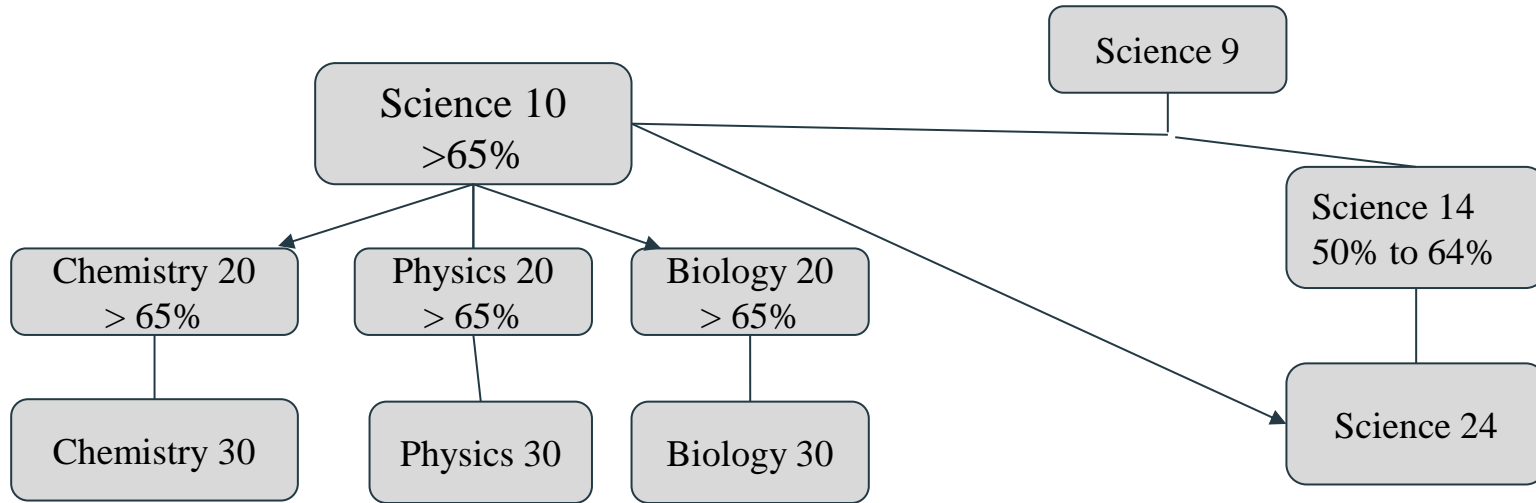 Science 9
Science 10
>65%
Science 14
50% to 64%
Chemistry 20
> 65%
Physics 20
> 65%
Biology 20
> 65%
Chemistry 30
Physics 30
Biology 30
Science 24